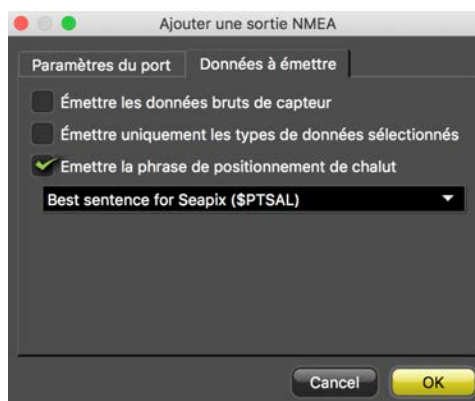 Ajouter une sortie NMEA
Paramètres du port Données à émettre
Émettre les données bruts de capteur
Émettre uniquement les types de données sélectionnés
Emettre la phrase de positionnement de chalut
Best sentence for Seapix ($PTSAL)
Cancel OK